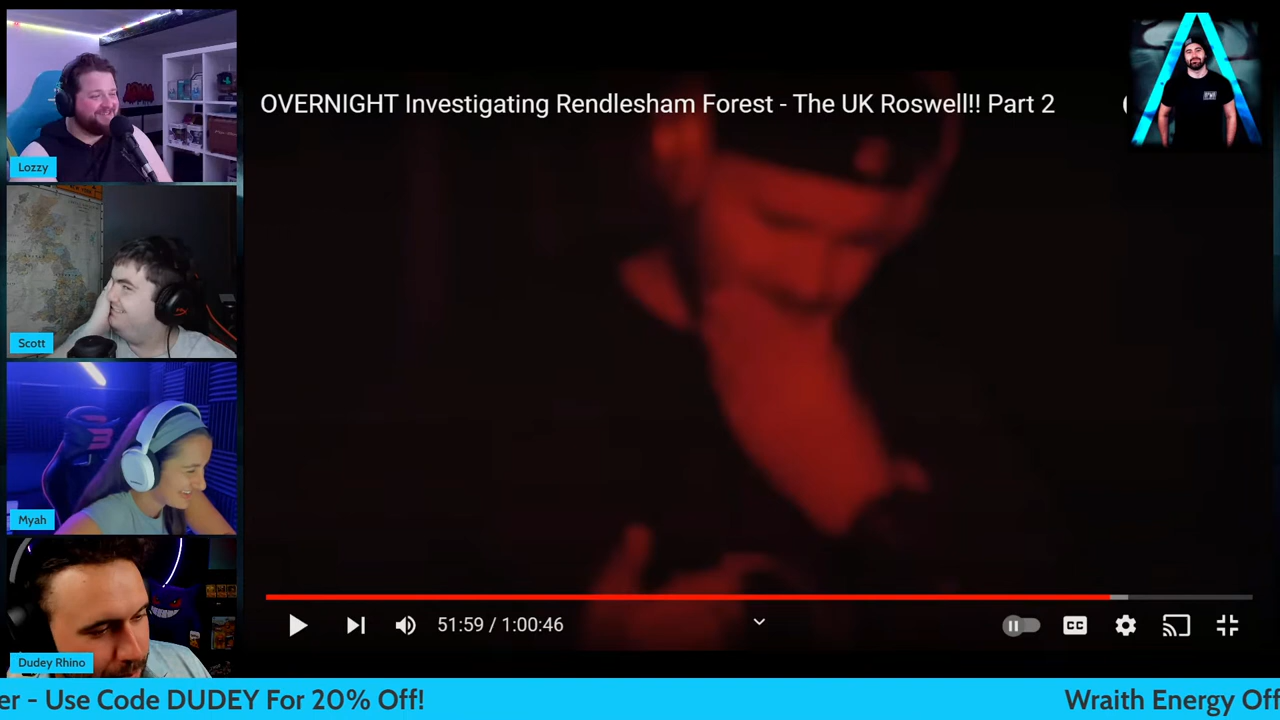 OVERNIGHT Investigating Rendlesham Forest - The UK Roswell!! Part 2
Lozzy
Scott
Myah
51:59 / 1:00:46
CC
Dudey Rhino
er - Use Code DUDEY For 20% Off!
Wraith Energy Off